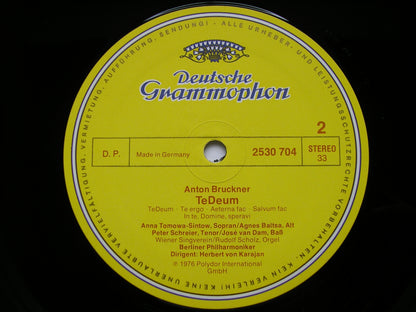 ALLE URHEBER- UND LEISTUNGSSCHUTZRECHTE VORBEHALTEN · KEIN VERLEIH! KEINE UNERLAUBTE VERVIELFÄLTIGUNG, VERMIETUNG, AUFFÜHRUNG, SENDUNG! ·
Deutsche
Grammophon
2
D. P.
Made in Germany
2530 704
STEREO
33
Anton Bruckner
TeDeum
TeDeum · Te ergo · Aeterna fac · Salvum fac
In te, Domine, speravi
Anna Tomowa-Sintow, Sopran/Agnes Baltsa, Alt
Peter Schreier, Tenor/José van Dam, Baß
Wiener Singverein/Rudolf Scholz, Orgel
Berliner Philharmoniker
Dirigent: Herbert von Karajan
℗ 1976 Polydor International
GmbH